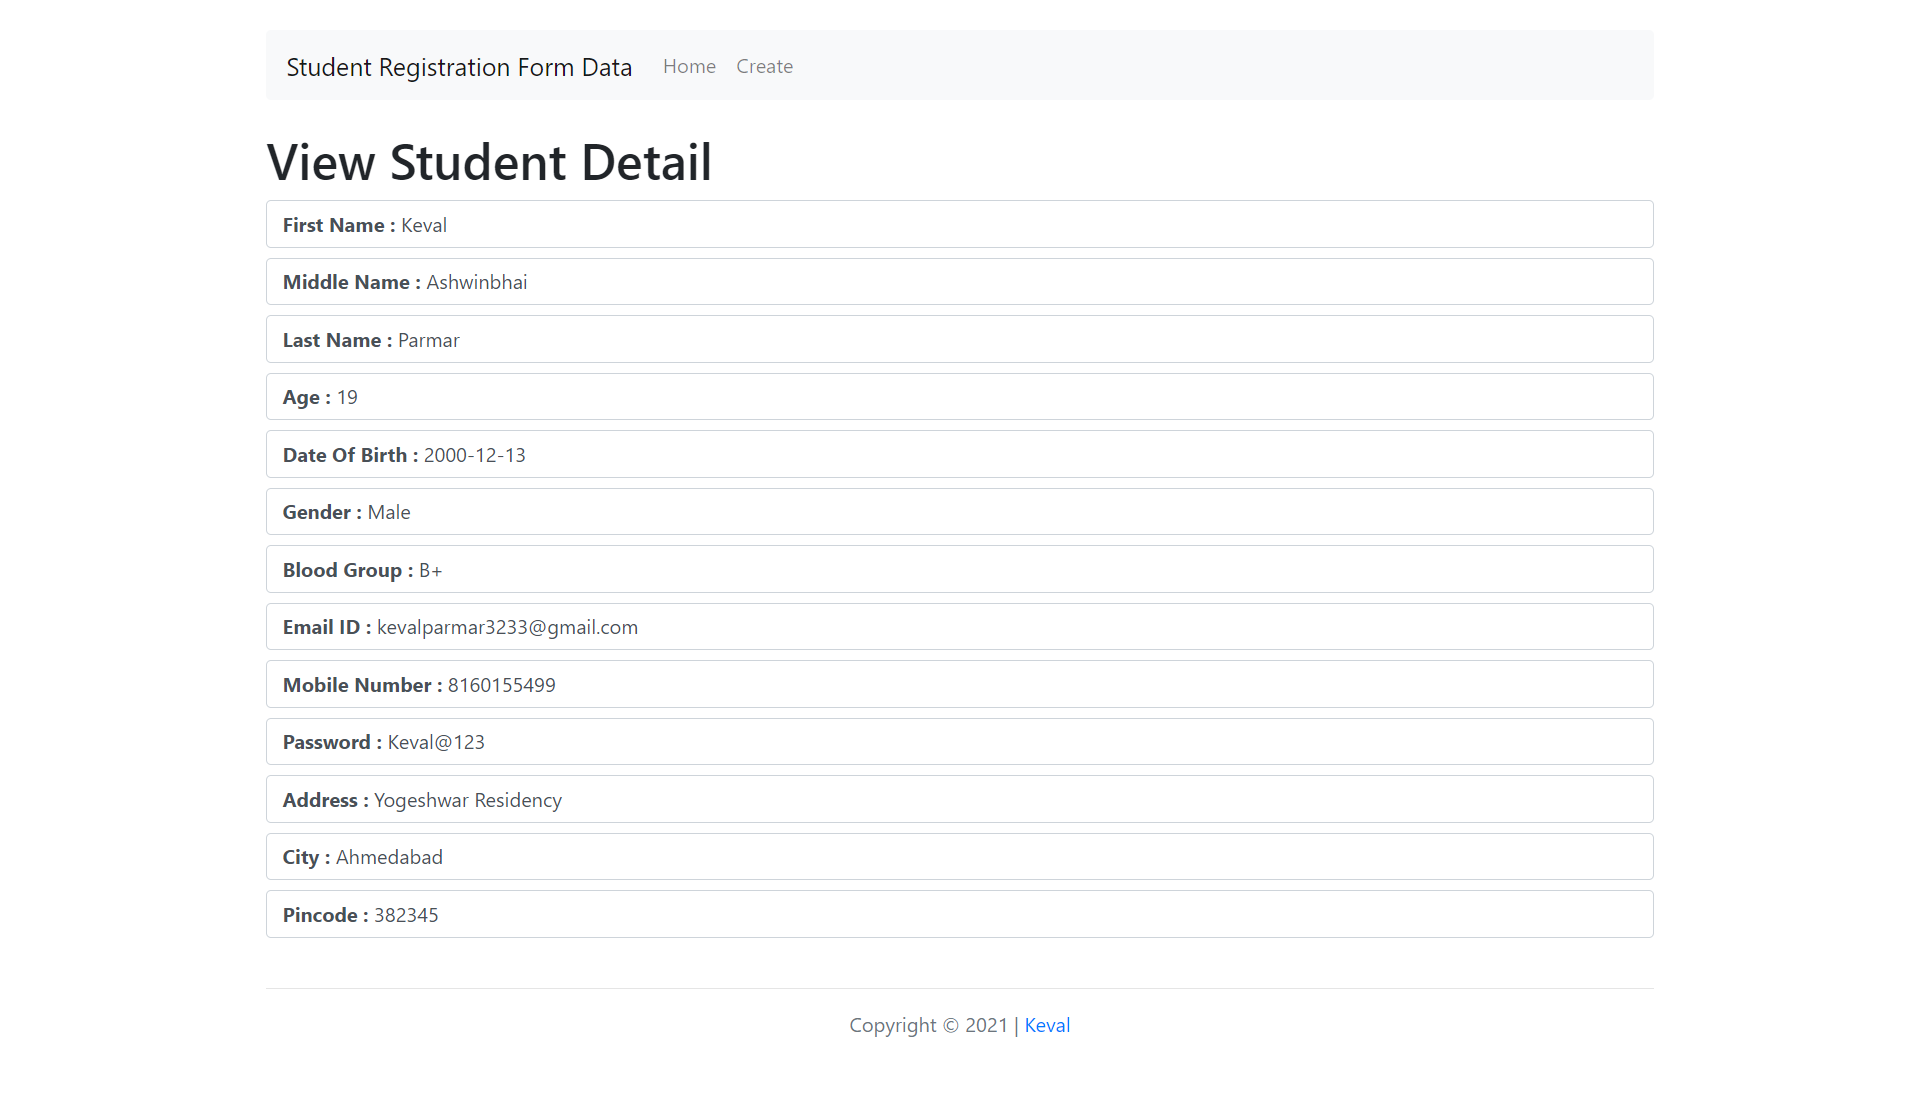 Student Registration Form Data Home Create
View Student Detail
First Name : Keval
Middle Name : Ashwinbhai
Last Name : Parmar
Age : 19
Date Of Birth : 2000-12-13
Gender : Male
Blood Group : B+
Email ID : kevalparmar3233@gmail.com
Mobile Number : 8160155499
Password : Keval@123
Address : Yogeshwar Residency
City : Ahmedabad
Pincode : 382345
Copyright © 2021 | Keval